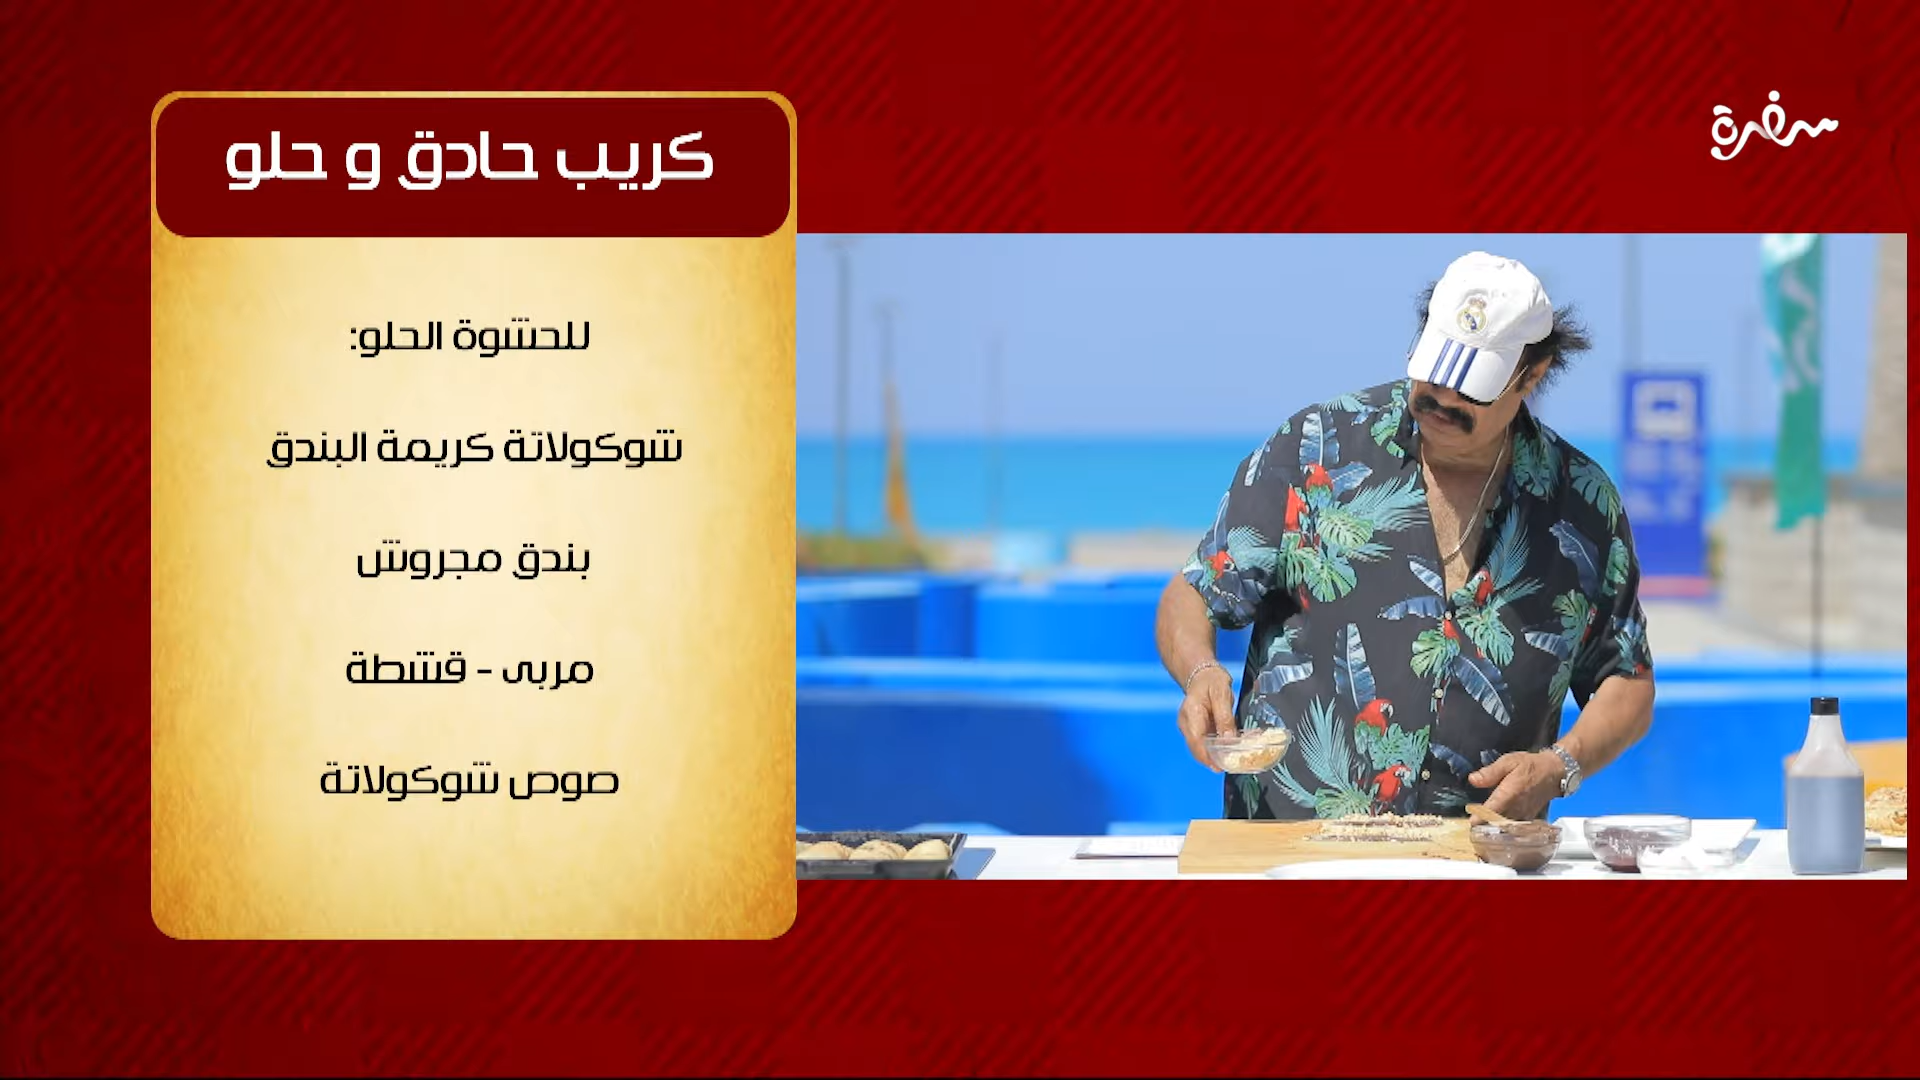 كريب حادق و حلو
سفرة
للحشوة الحلو:
شوكولاتة كريمة البندق
بندق مجروش
مربى - قشطة
صوص شوكولاتة